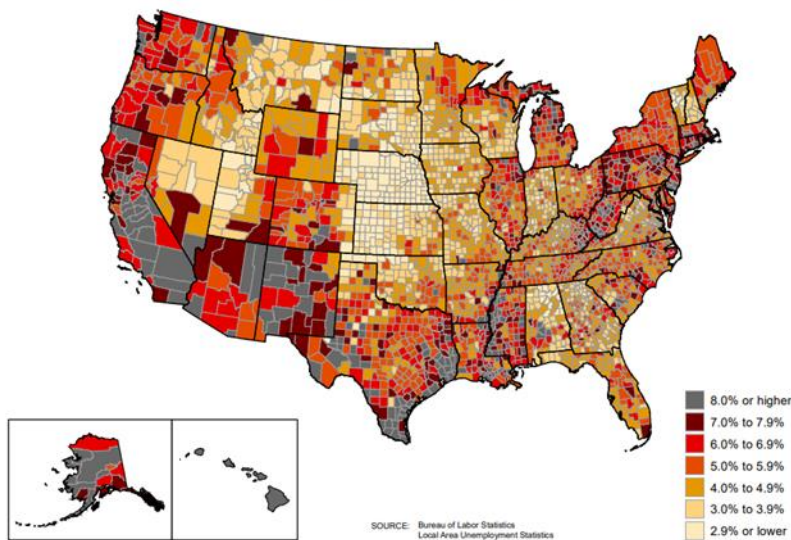 8.0% or higher
7.0% to 7.9%
6.0% to 6.9%
5.0% to 5.9%
4.0% to 4.9%
3.0% to 3.9%
2.9% or lower
SOURCE: Bureau of Labor Statistics
Local Area Unemployment Statistics